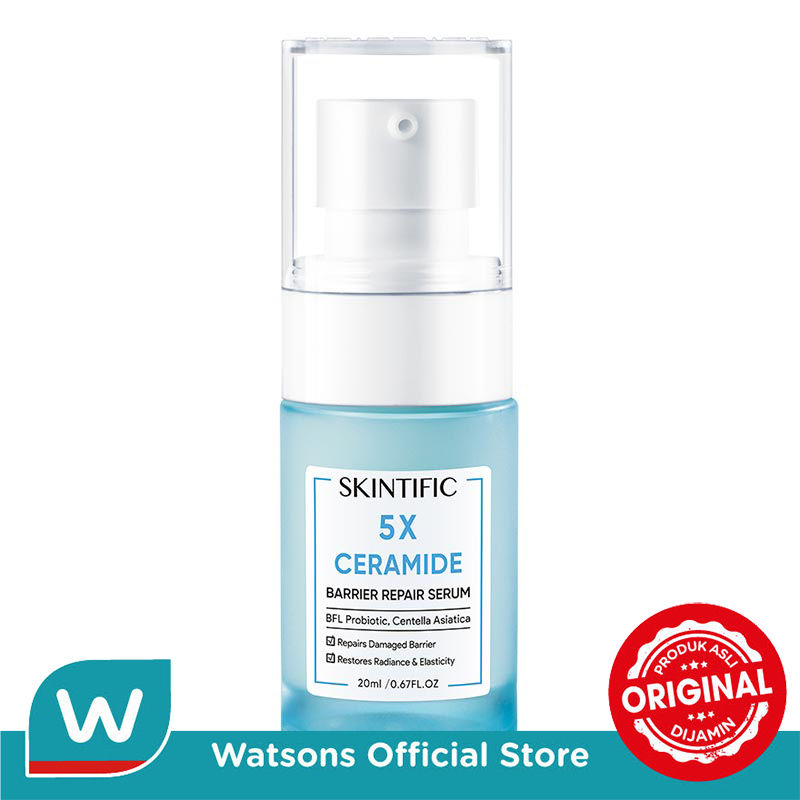 SKINTIFIC
5X
CERAMIDE
BARRIER REPAIR SERUM
BFL Probiotic, Centella Asiatica
Repairs Damaged Barrier
Restores Radiance & Elasticity
20ml /0.67FL.OZ
PRODUK ASLI
ORIGINAL
DIJAMIN
W
Watsons Official Store